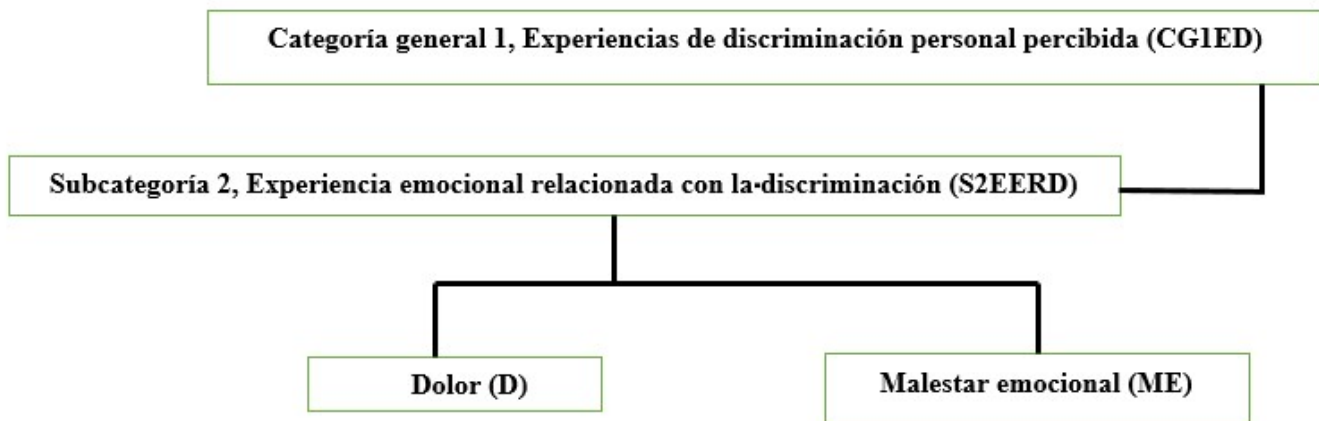 Categoría general 1, Experiencias de discriminación personal percibida (CG1ED)
Subcategoría 2, Experiencia emocional relacionada con la-discriminación (S2EERD)
Dolor (D)
Malestar emocional (ME)